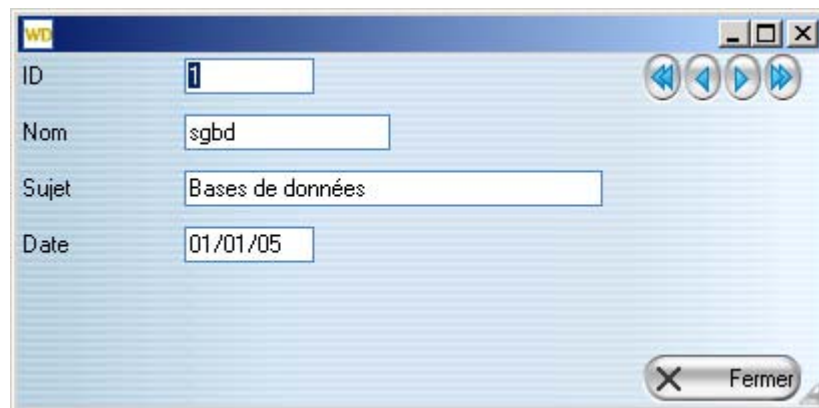 WD
ID 1
Nom sgbd
Sujet Bases de données
Date 01/01/05
Fermer